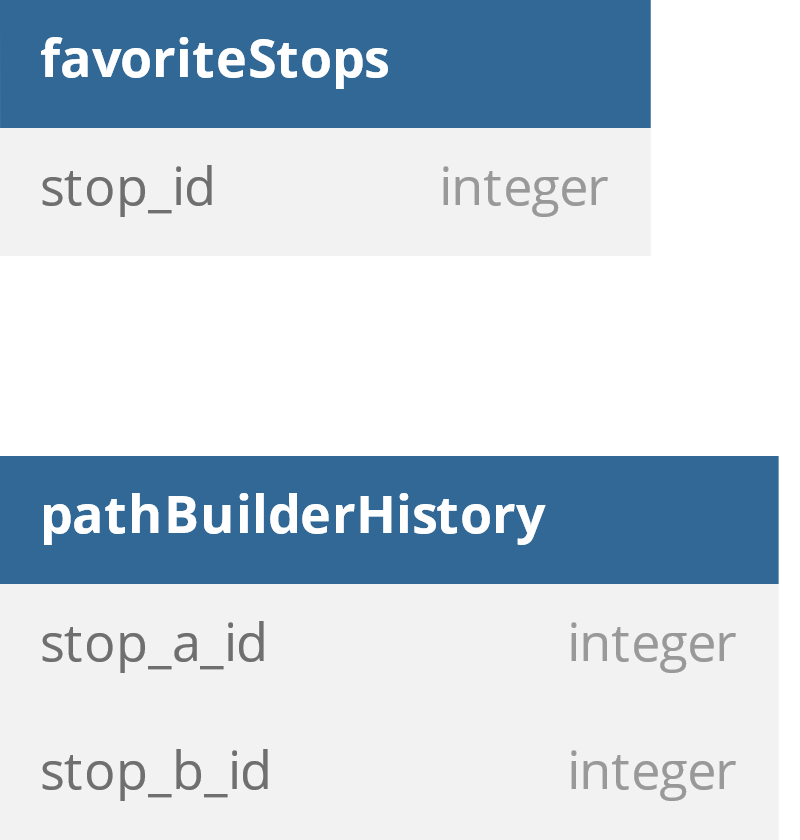 favoriteStops
stop_id integer
pathBuilderHistory
stop_a_id integer
stop_b_id integer